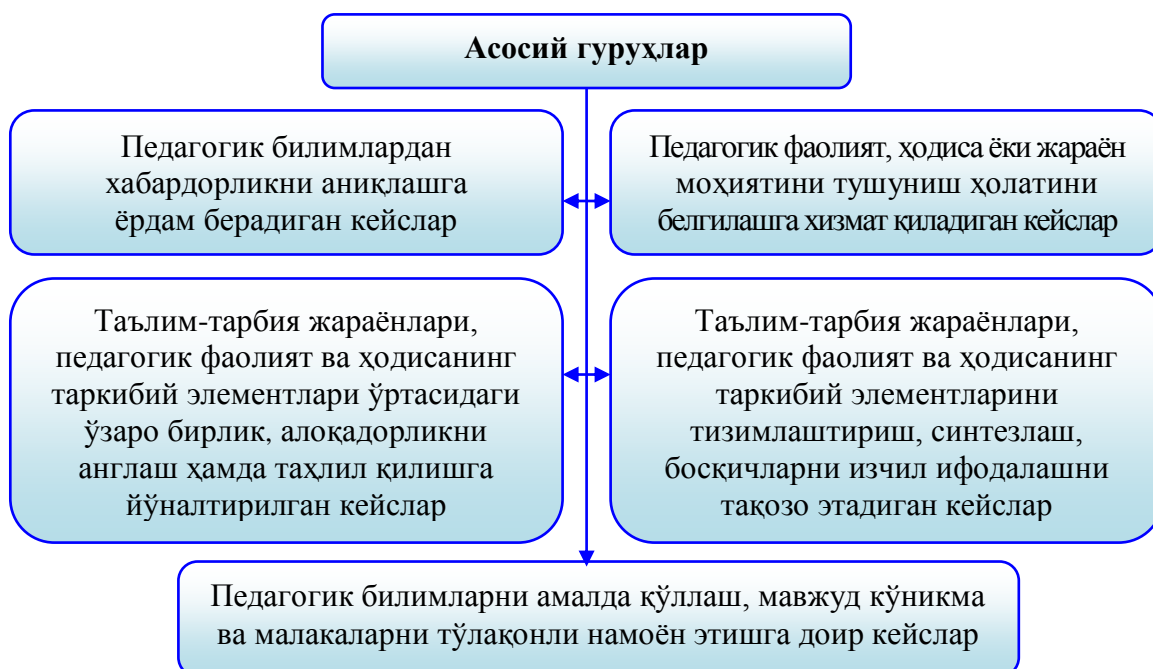 Асосий гуруҳлар
Педагогик билимлардан
хабардорликни аниқлашга
ёрдам берадиган кейслар
Педагогик фаолият, ҳодиса ёки жараён
моҳиятини тушуниш ҳолатини
белгилашга хизмат қиладиган кейслар
Таълим-тарбия жараёнлари,
педагогик фаолият ва ҳодисанинг
таркибий элементлари ўртасидаги
ўзаро бирлик, алоқадорликни
англаш ҳамда таҳлил қилишга
йўналтирилган кейслар
Таълим-тарбия жараёнлари,
педагогик фаолият ва ҳодисанинг
таркибий элементларини
тизимлаштириш, синтезлаш,
босқичларни изчил ифодалашни
тақозо этадиган кейслар
Педагогик билимларни амалда қўллаш, мавжуд кўникма
ва малакаларни тўлақонли намоён этишга доир кейслар